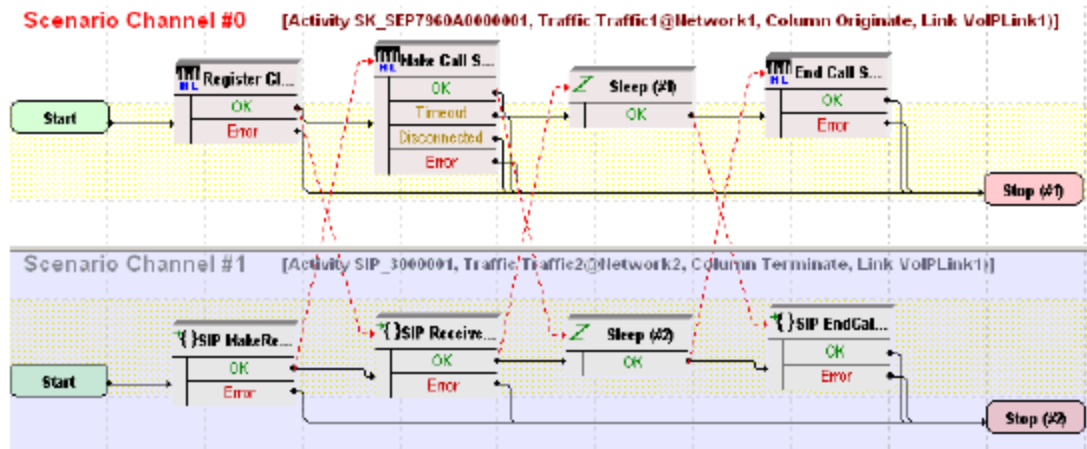 Scenario Channel #0 [Activity SK_SEP7960A0000001, Traffic Traffic1@Network1, Column Originate, Link VoIPLink1)]
Start
HL Register Cl...
OK
Error
HL Make Call S...
OK
Timeout
Disconnected
Error
Z Sleep (#1)
OK
HL End Call S...
OK
Error
Stop (#1)
Scenario Channel #1 [Activity SIP_3000001, Traffic Traffic2@Network2, Column Terminate, Link VoIPLink1)]
Start
{ }SIP MakeRe...
OK
Error
{ }SIP Receive...
OK
Z Sleep (#2)
OK
{ }SIP EndCal...
OK
Error
Stop (#2)